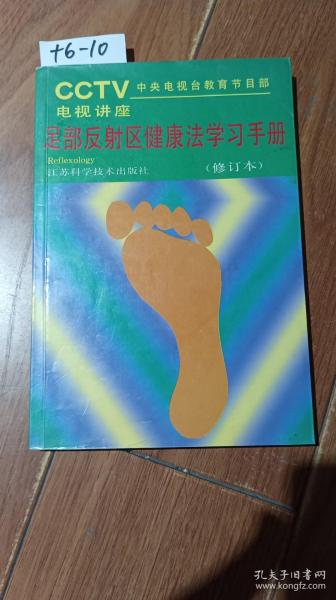 +6-10
CCTV 中央电视台教育节目部
电视讲座
足部反射区健康法学习手册
Reflexology
(修订本)
江苏科学技术出版社
孔夫子旧书网